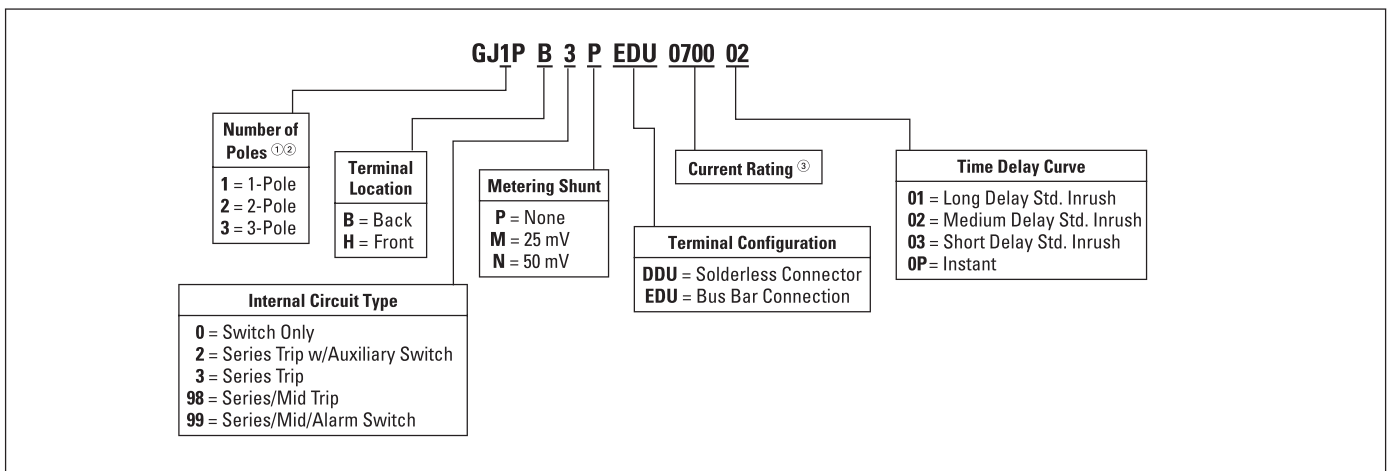 GJ1P B 3 P EDU 0700 02
Number of
Poles ①②
1 = 1-Pole
2 = 2-Pole
3 = 3-Pole
Terminal
Location
B = Back
H = Front
Internal Circuit Type
0 = Switch Only
2 = Series Trip w/Auxiliary Switch
3 = Series Trip
98 = Series/Mid Trip
99 = Series/Mid/Alarm Switch
Metering Shunt
P = None
M = 25 mV
N = 50 mV
Terminal Configuration
DDU = Solderless Connector
EDU = Bus Bar Connection
Current Rating ③
Time Delay Curve
01 = Long Delay Std. Inrush
02 = Medium Delay Std. Inrush
03 = Short Delay Std. Inrush
0P= Instant